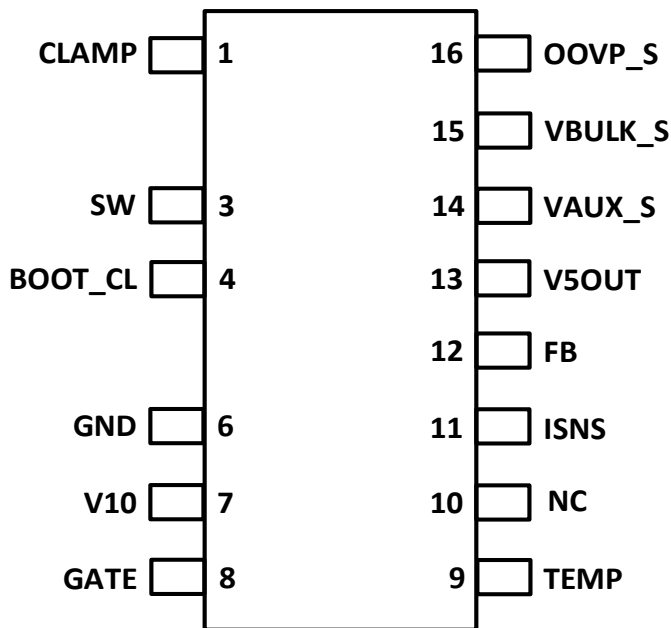 CLAMP 1 16 OOVP_S
15 VBULK_S
SW 3 14 VAUX_S
BOOT_CL 4 13 V5OUT
12 FB
GND 6 11 ISNS
V10 7 10 NC
GATE 8 9 TEMP